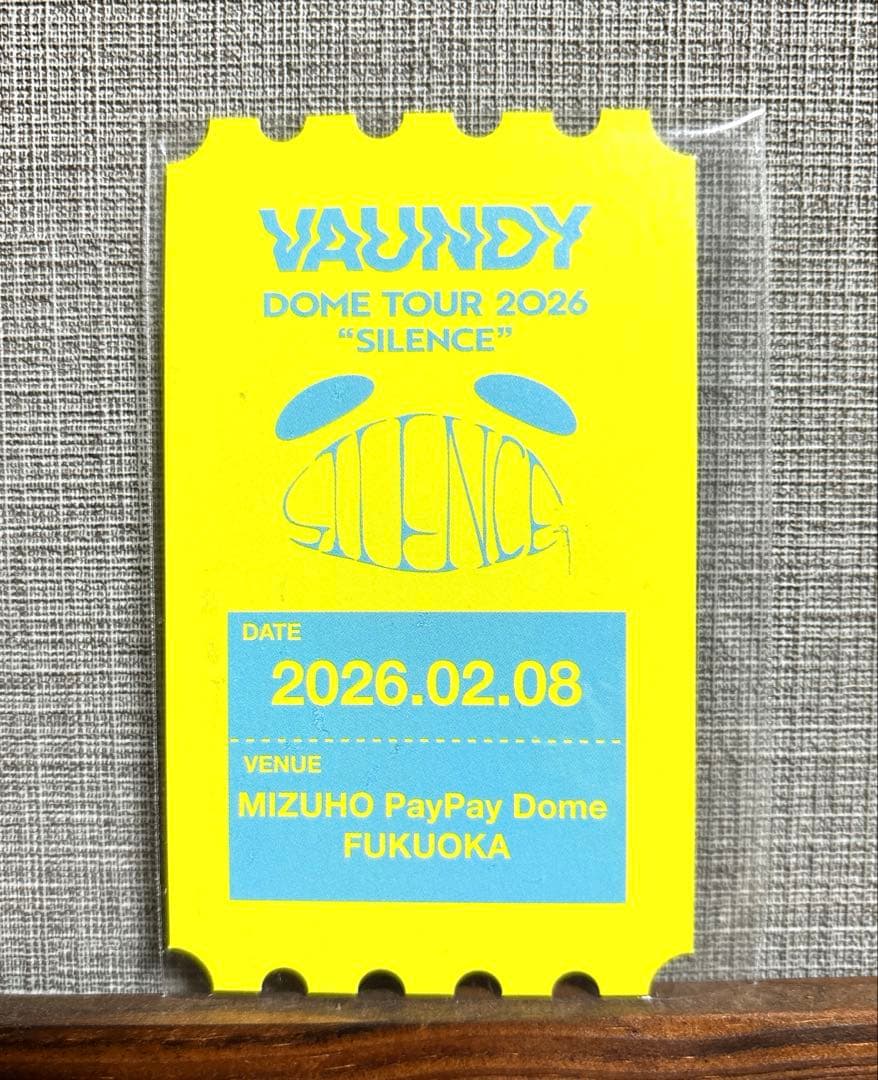 VAUNDY
DOME TOUR 2026
“SILENCE”
SILENCE
DATE
2026.02.08
VENUE
MIZUHO PayPay Dome
FUKUOKA